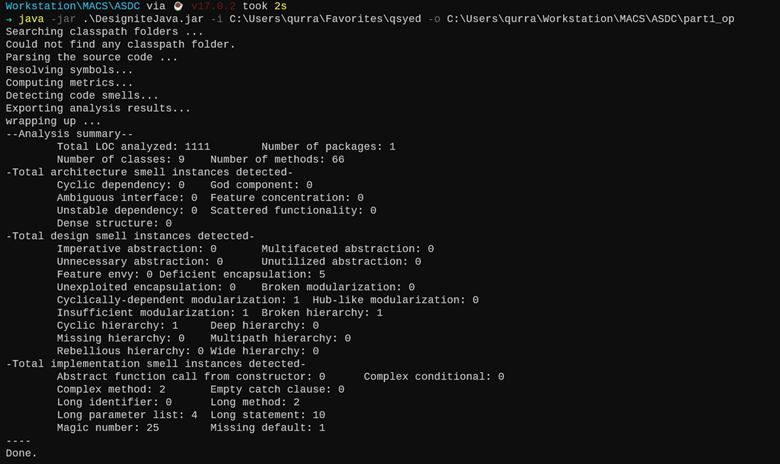 Workstation\MACS\ASDC via ☕ v17.0.2 took 2s
➜ java -jar .\DesigniteJava.jar -i C:\Users\qurra\Favorites\qsyed -o C:\Users\qurra\Workstation\MACS\ASDC\part1_op
Searching classpath folders ...
Could not find any classpath folder.
Parsing the source code ...
Resolving symbols...
Computing metrics...
Detecting code smells...
Exporting analysis results...
wrapping up ...
--Analysis summary--
        Total LOC analyzed: 1111        Number of packages: 1
        Number of classes: 9    Number of methods: 66
-Total architecture smell instances detected-
        Cyclic dependency: 0    God component: 0
        Ambiguous interface: 0  Feature concentration: 0
        Unstable dependency: 0  Scattered functionality: 0
        Dense structure: 0
-Total design smell instances detected-
        Imperative abstraction: 0       Multifaceted abstraction: 0
        Unnecessary abstraction: 0      Unutilized abstraction: 0
        Feature envy: 0 Deficient encapsulation: 5
        Unexploited encapsulation: 0    Broken modularization: 0
        Cyclically-dependent modularization: 1  Hub-like modularization: 0
        Insufficient modularization: 1  Broken hierarchy: 1
        Cyclic hierarchy: 1     Deep hierarchy: 0
        Missing hierarchy: 0    Multipath hierarchy: 0
        Rebellious hierarchy: 0 Wide hierarchy: 0
-Total implementation smell instances detected-
        Abstract function call from constructor: 0      Complex conditional: 0
        Complex method: 2       Empty catch clause: 0
        Long identifier: 0      Long method: 2
        Long parameter list: 4  Long statement: 10
        Magic number: 25        Missing default: 1
----
Done.